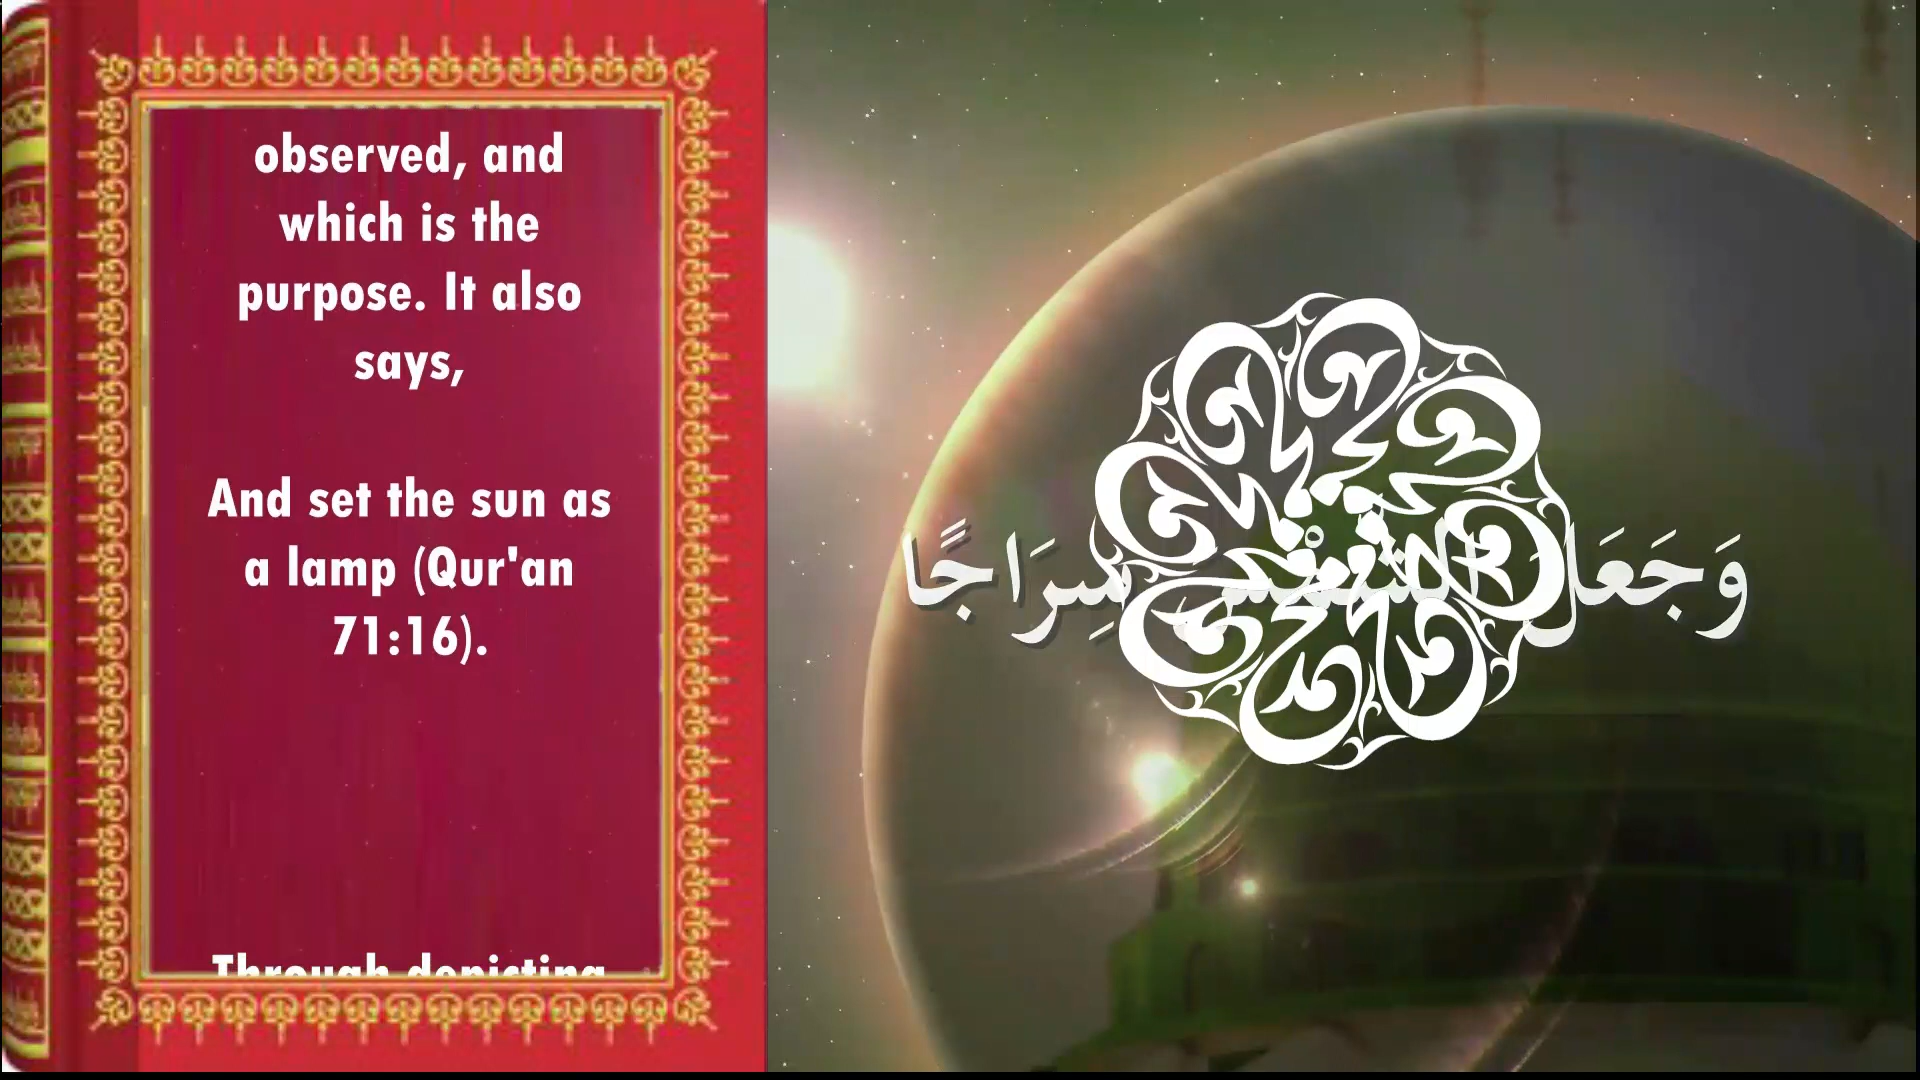 observed, and
which is the
purpose. It also
says,
And set the sun as
a lamp (Qur'an
71:16).
Through depicting
وَجَعَلَ الشَّمْسَ سِرَاجًا